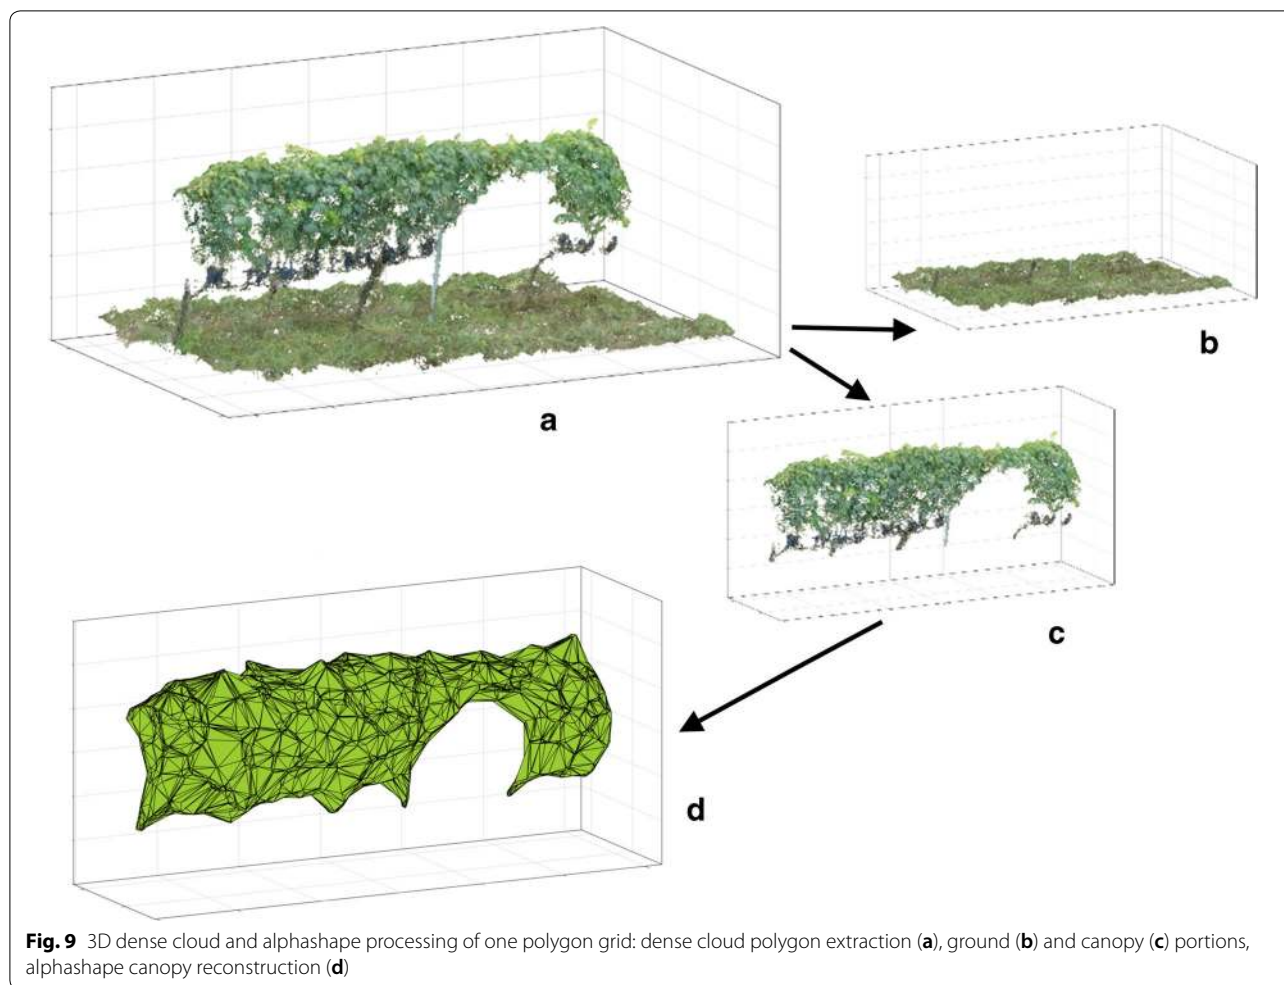 a
b
c
d
Fig. 9 3D dense cloud and alphashape processing of one polygon grid: dense cloud polygon extraction (a), ground (b) and canopy (c) portions,
alphashape canopy reconstruction (d)